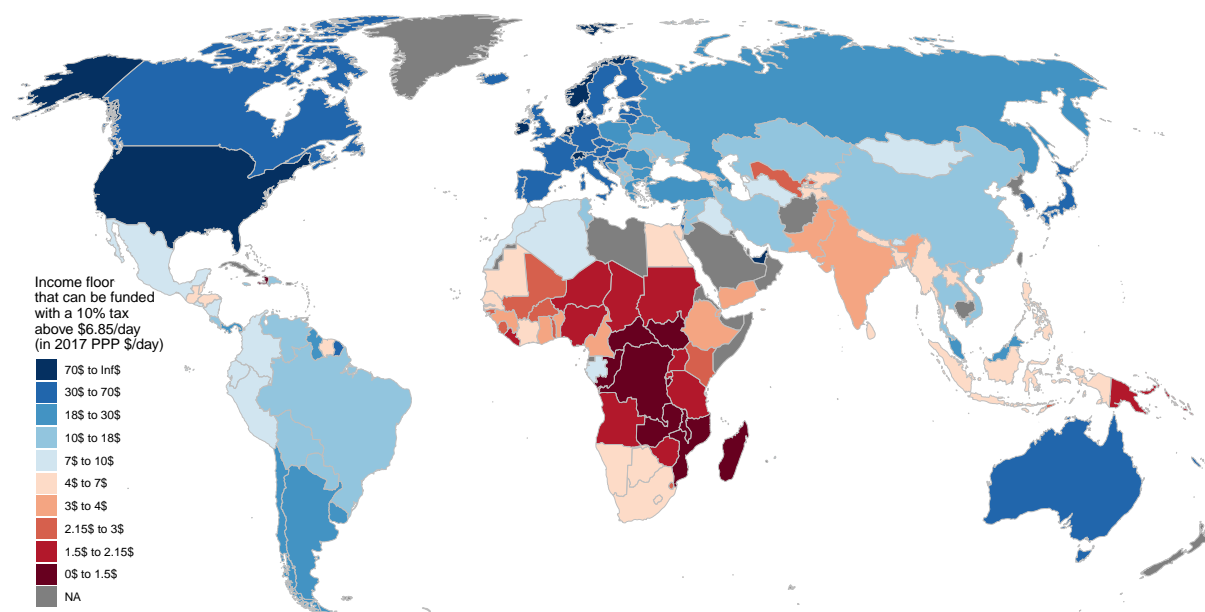 Income floor
that can be funded
with a 10% tax
above $6.85/day
(in 2017 PPP $/day)
70$ to Inf$
30$ to 70$
18$ to 30$
10$ to 18$
7$ to 10$
4$ to 7$
3$ to 4$
2.15$ to 3$
1.5$ to 2.15$
0$ to 1.5$
NA